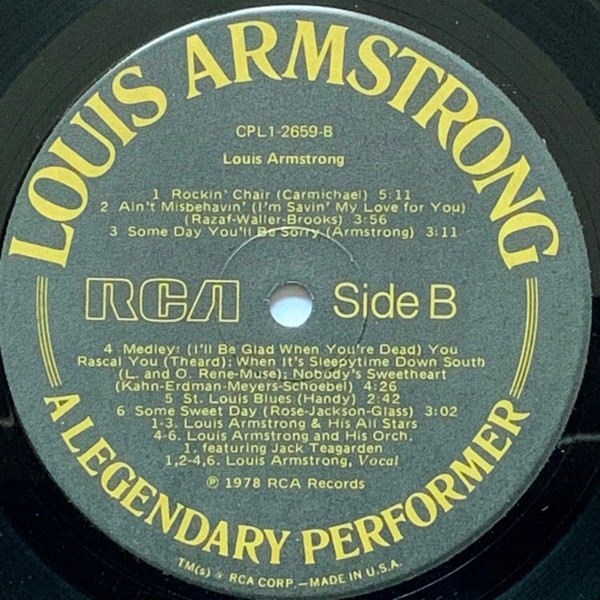 LOUIS ARMSTRONG
CPL1-2659-B
Louis Armstrong
1 Rockin' Chair (Carmichael) 5:11
2 Ain't Misbehavin' (I'm Savin' My Love for You)
(Razaf-Waller-Brooks) 3:56
3 Some Day You'll Be Sorry (Armstrong) 3:11
RCA Side B
4 Medley: (I'll Be Glad When You're Dead) You
Rascal You (Theard); When It's Sleepytime Down South
(L. and O. Rene-Muse); Nobody's Sweetheart
(Kahn-Erdman-Meyers-Schoebel) 4:26
5 St. Louis Blues (Handy) 2:42
6 Some Sweet Day (Rose-Jackson-Glass) 3:02
1-3. Louis Armstrong & His All Stars
4-6. Louis Armstrong and His Orch.
1. featuring Jack Teagarden
1,2-4,6. Louis Armstrong, Vocal
℗ 1978 RCA Records
A LEGENDARY PERFORMER
TM(s) ® RCA CORP.—MADE IN U.S.A.